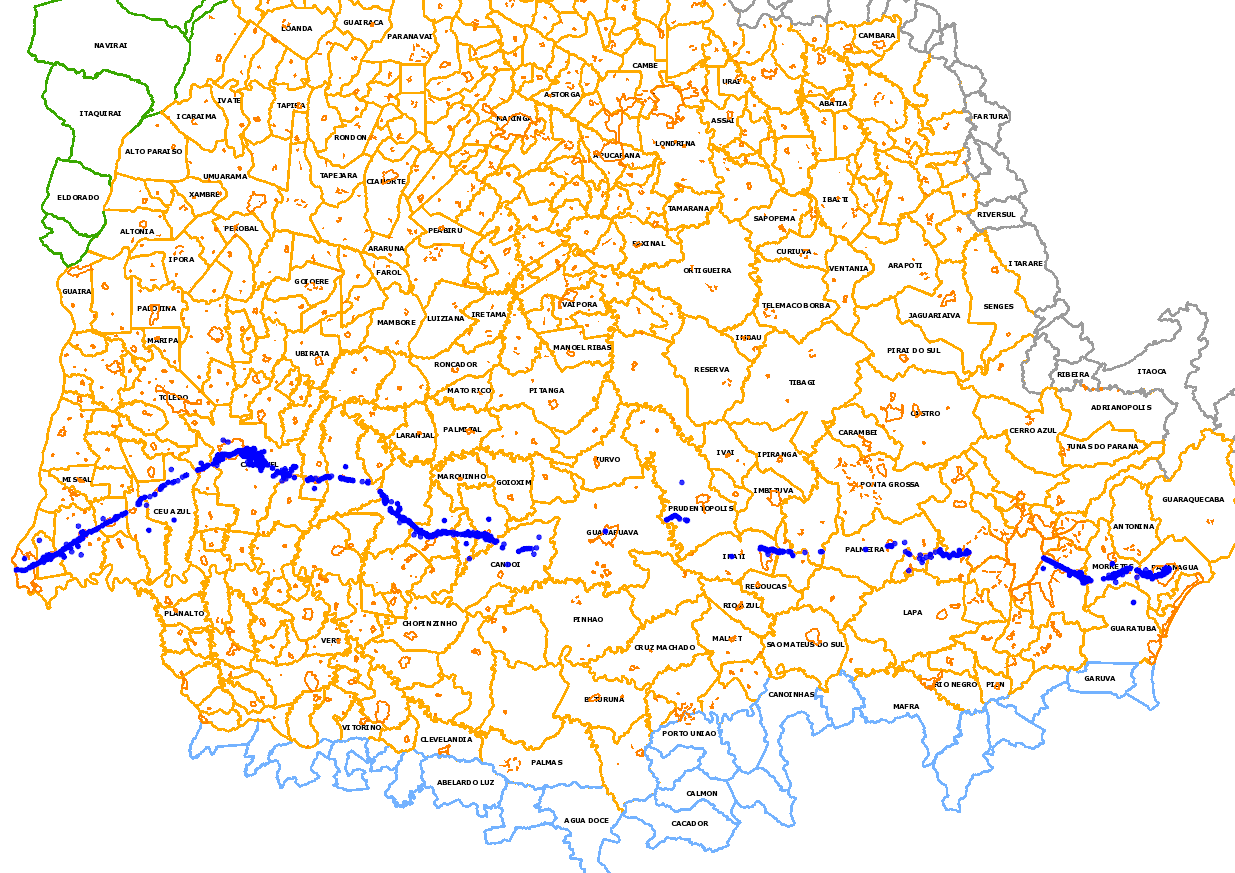 LOANDA
GUAIRACA
PARANAVAI
CAMBARA
NAVIRAI
CAMBE
URAI
ASTORGA
IVATE
TAPIRA
ABATIA
ITAQUIRAI
ICARAIMA
MARINGA
ASSAI
FARTURA
RONDON
LONDRINA
ALTO PARAISO
APUCARANA
UMUARAMA
TAPEJARA
CIANORTE
ELDORADO
XAMBRE
IBAITI
TAMARANA
SAPOPEMA
RIVERSUL
ALTONIA
PEROBAL
PEABIRU
ARARUNA
FAXINAL
CURIUVA
IPORA
FAROL
ORTIGUEIRA
VENTANIA
ARAPOTI
ITARARE
GOIOERE
GUAIRA
PALOTINA
IVAIPORA
TELEMACO BORBA
SENGES
MAMBORE
LUIZIANA
IRETAMA
JAGUARIAIVA
MARIPA
IMBAU
UBIRATA
MANOEL RIBAS
PIRAI DO SUL
RONCADOR
RESERVA
RIBEIRA
ITAOCA
TIBAGI
MATO RICO
PITANGA
TOLEDO
CASTRO
ADRIANOPOLIS
LARANJAL
PALMITAL
CARAMBEI
CERRO AZUL
TUNAS DO PARANA
TURVO
IVAI
IPIRANGA
CASCAVEL
MISSAL
MARQUINHO
GOIOXIM
IMBITUVA
PONTA GROSSA
GUARAQUECABA
CEU AZUL
PRUDENTOPOLIS
ANTONINA
GUARAPUAVA
IRATI
PALMEIRA
CANDOI
MORRETES
PARANAGUA
REBOUCAS
PLANALTO
RIO AZUL
LAPA
CHOPINZINHO
PINHAO
GUARATUBA
VERE
MALLET
CRUZ MACHADO
SAO MATEUS DO SUL
GARUVA
RIO NEGRO
PIEN
BITURUNA
CANOINHAS
MAFRA
VITORINO
PORTO UNIAO
CLEVELANDIA
PALMAS
ABELARDO LUZ
CALMON
AGUA DOCE
CACADOR